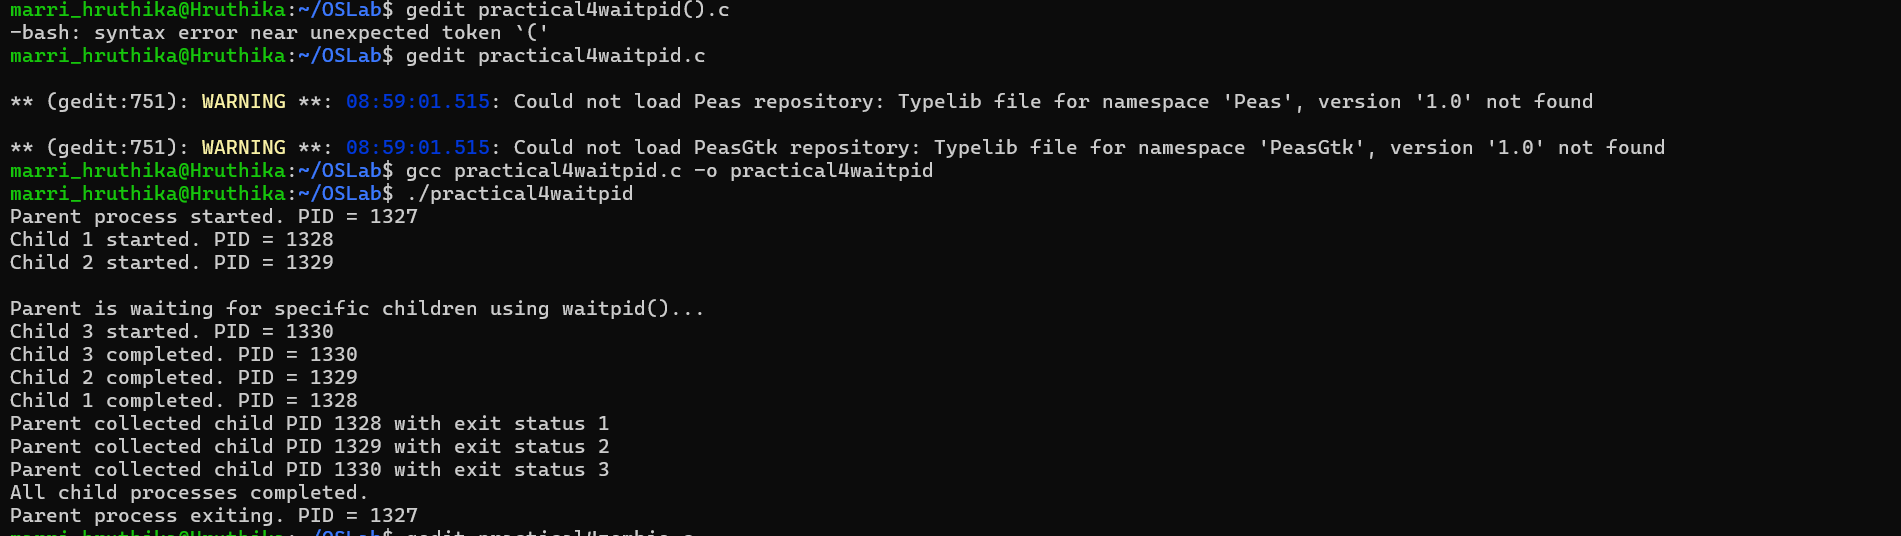 marri_hruthika@Hruthika:~/OSLab$ gedit practical4waitpid().c
-bash: syntax error near unexpected token `('
marri_hruthika@Hruthika:~/OSLab$ gedit practical4waitpid.c
** (gedit:751): WARNING **: 08:59:01.515: Could not load Peas repository: Typelib file for namespace 'Peas', version '1.0' not found
** (gedit:751): WARNING **: 08:59:01.515: Could not load PeasGtk repository: Typelib file for namespace 'PeasGtk', version '1.0' not found
marri_hruthika@Hruthika:~/OSLab$ gcc practical4waitpid.c -o practical4waitpid
marri_hruthika@Hruthika:~/OSLab$ ./practical4waitpid
Parent process started. PID = 1327
Child 1 started. PID = 1328
Child 2 started. PID = 1329
Parent is waiting for specific children using waitpid()...
Child 3 started. PID = 1330
Child 3 completed. PID = 1330
Child 2 completed. PID = 1329
Child 1 completed. PID = 1328
Parent collected child PID 1328 with exit status 1
Parent collected child PID 1329 with exit status 2
Parent collected child PID 1330 with exit status 3
All child processes completed.
Parent process exiting. PID = 1327
marri_hruthika@Hruthika:~/OSLab$ gedit practical4zombie.c